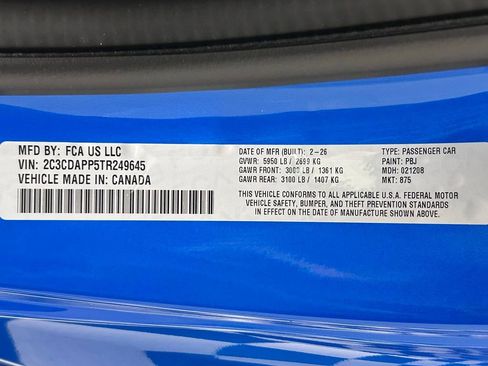 MFD BY: FCA US LLC
VIN: 2C3CDAPP5TR249645
VEHICLE MADE IN: CANADA
DATE OF MFR (BUILT): 2-26
GVWR: 5950 LB / 2699 KG
GAWR FRONT: 3000 LB / 1361 KG
GAWR REAR: 3100 LB / 1407 KG
TYPE: PASSENGER CAR
PAINT: PBJ
MDH: 021208
MKT: 875
THIS VEHICLE CONFORMS TO ALL APPLICABLE U.S.A. FEDERAL MOTOR
VEHICLE SAFETY, BUMPER, AND THEFT PREVENTION STANDARDS
IN EFFECT ON THE DATE OF MANUFACTURE SHOWN ABOVE.